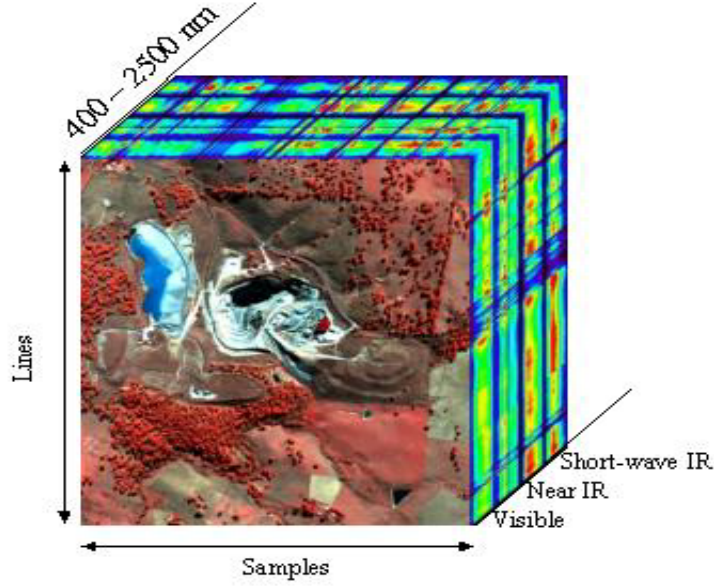 400 – 2500 nm
Lines
Short-wave IR
Near IR
Visible
Samples